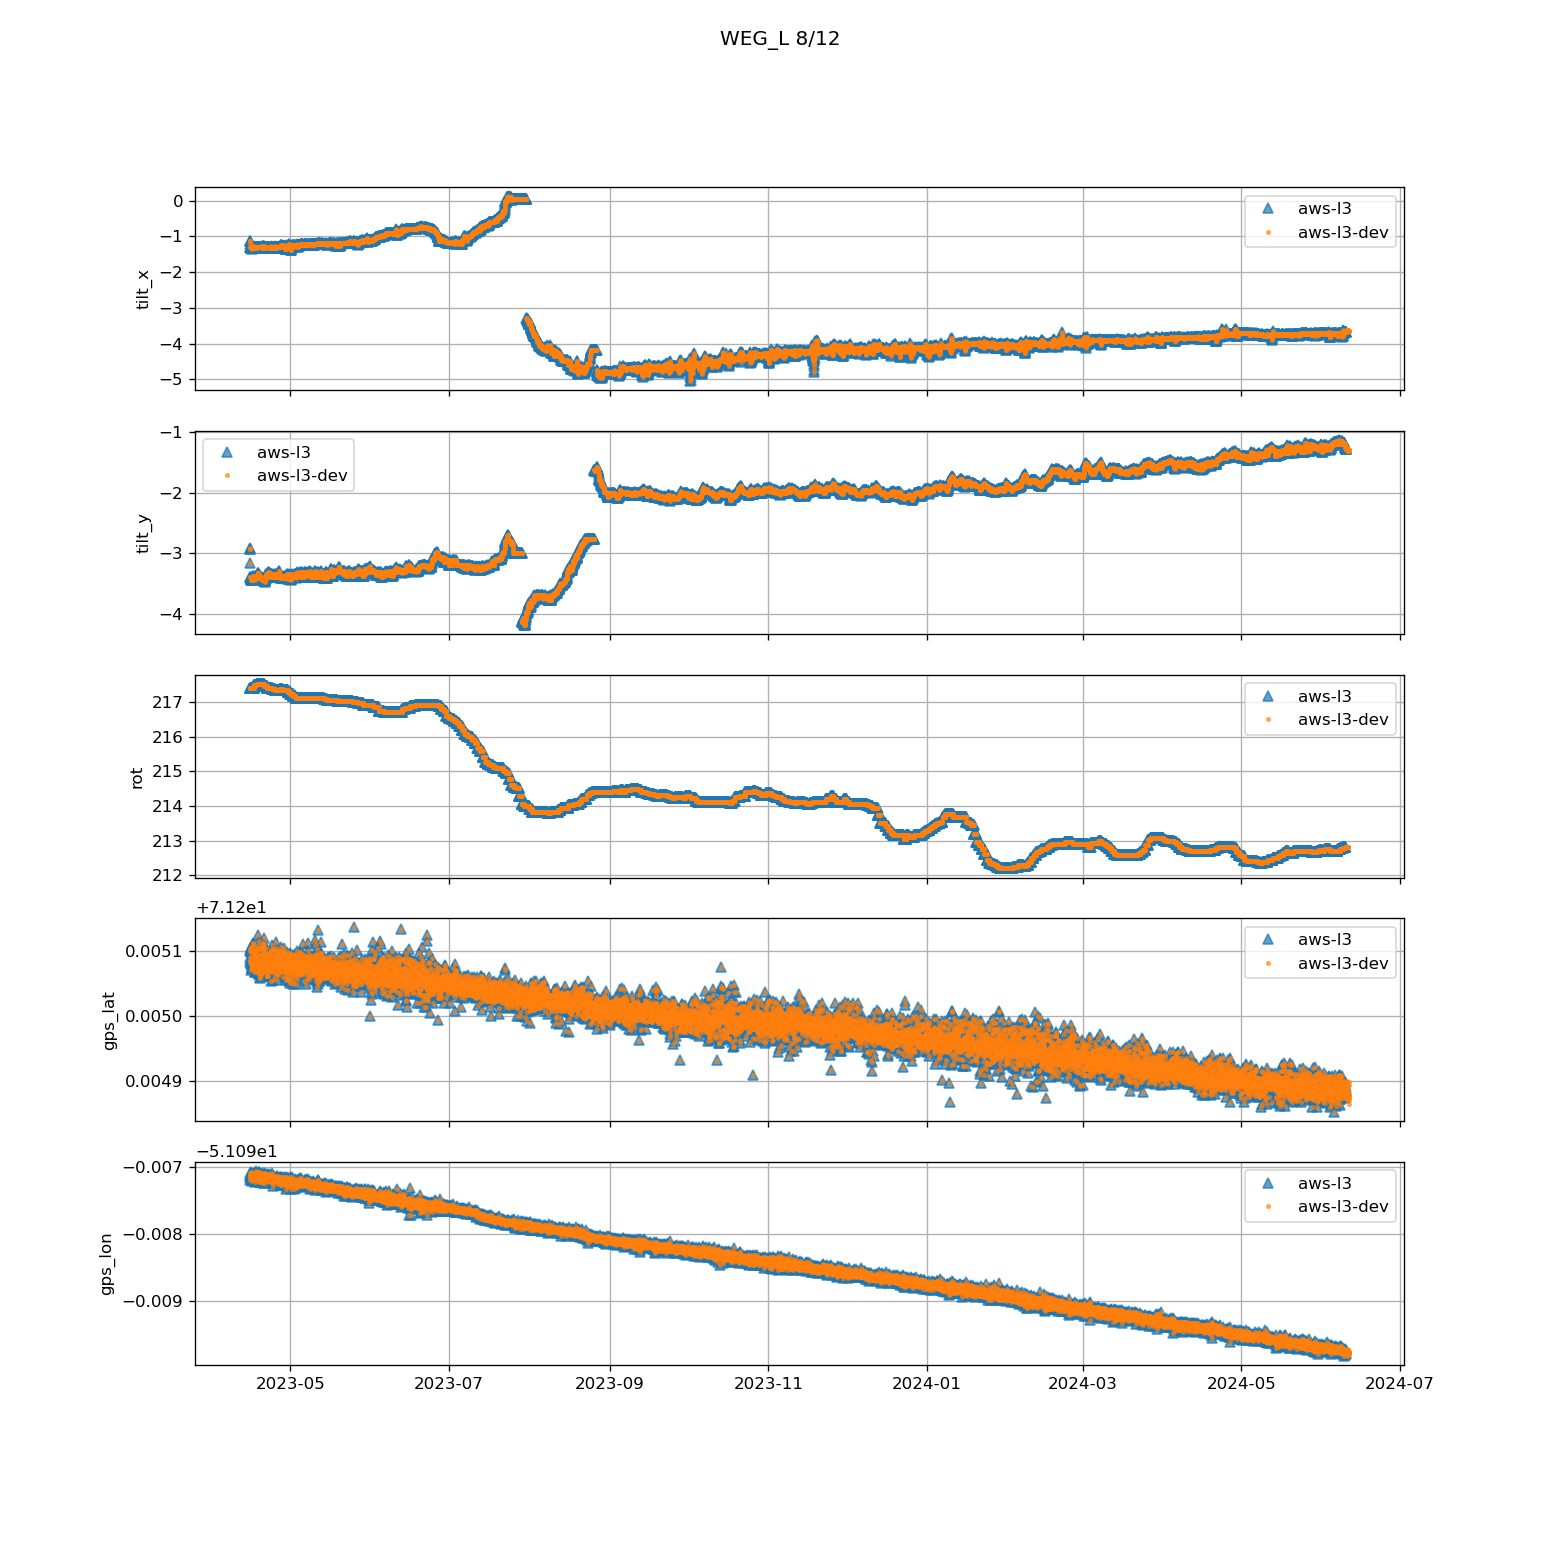 WEG_L 8/12
0
−1
−2
−3
−4
−5
tilt_x
aws-l3
aws-l3-dev
−1
−2
−3
−4
tilt_y
aws-l3
aws-l3-dev
217
216
215
214
213
212
rot
aws-l3
aws-l3-dev
+7.12e1
0.00510
0.00500
0.00490
gps_lat
aws-l3
aws-l3-dev
−5.109e1
−0.007
−0.008
−0.009
gps_lon
aws-l3
aws-l3-dev
2023-05 2023-07 2023-09 2023-11 2024-01 2024-03 2024-05 2024-07